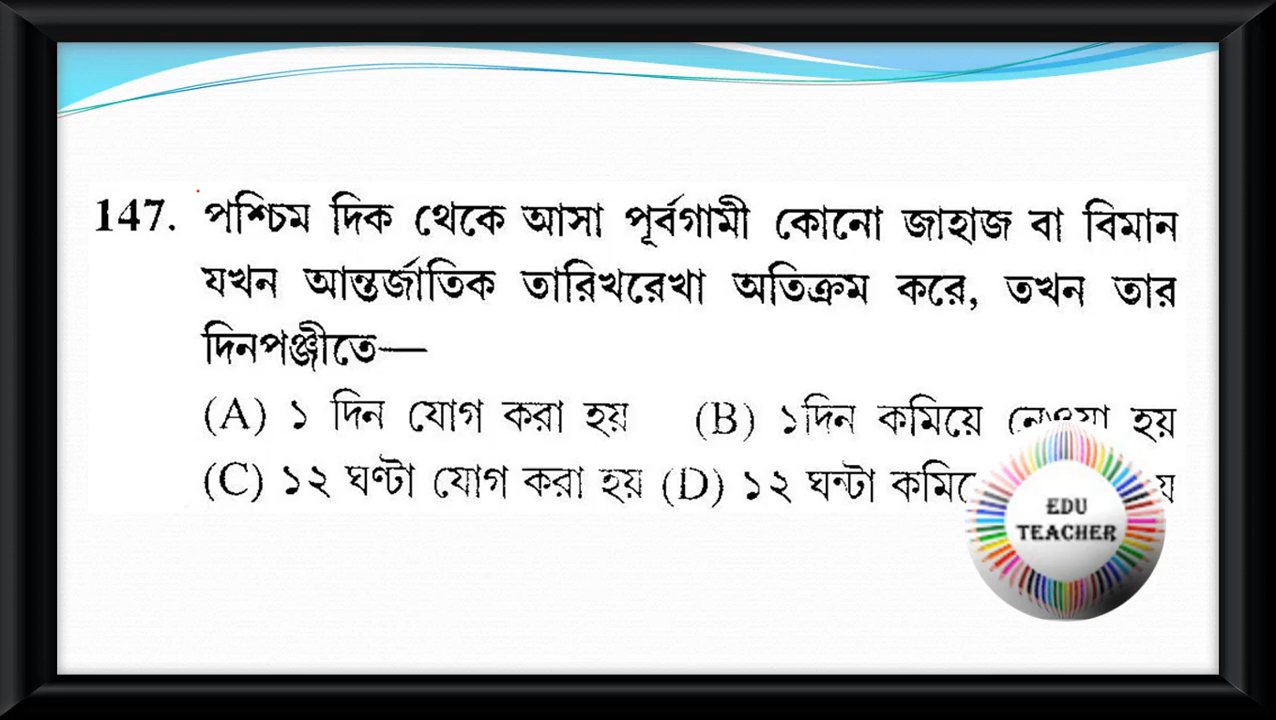 147. পশ্চিম দিক থেকে আসা পূর্বগামী কোনো জাহাজ বা বিমান
যখন আন্তর্জাতিক তারিখরেখা অতিক্রম করে, তখন তার
দিনপঞ্জীতে—
(A) ১ দিন যোগ করা হয় (B) ১দিন কমিয়ে নেওয়া হয়
(C) ১২ ঘণ্টা যোগ করা হয় (D) ১২ ঘন্টা
EDU
TEACHER